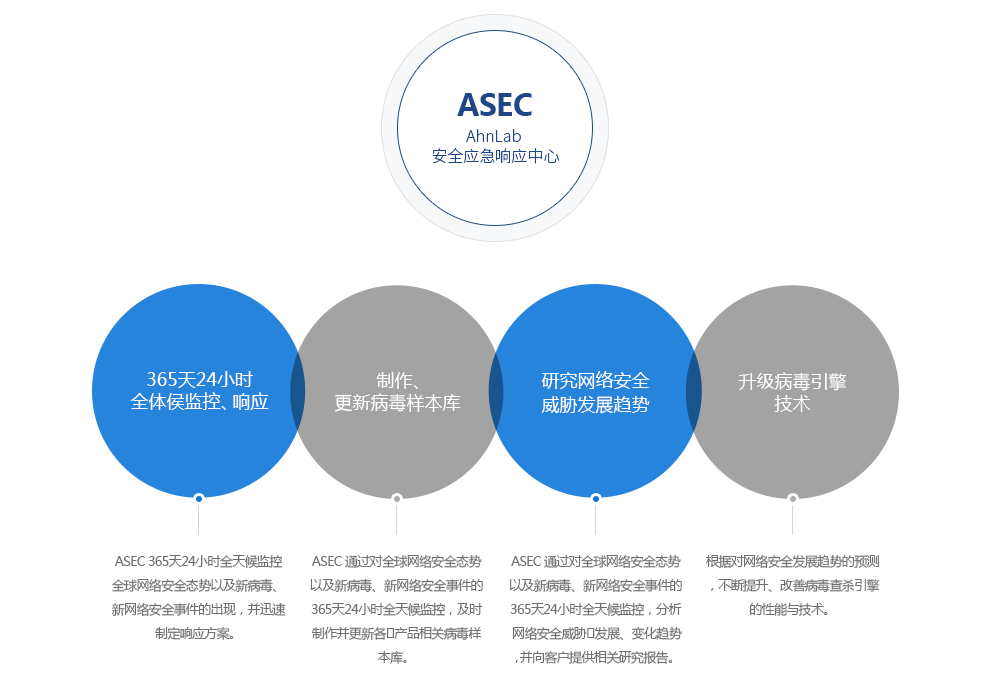 ASEC
AhnLab
安全应急响应中心
365天24小时
全体侯监控、响应
制作、
更新病毒样本库
研究网络安全
威胁发展趋势
升级病毒引擎
技术
ASEC 365天24小时全天候监控
全球网络安全态势以及新病毒、
新网络安全事件的出现，并迅速
制定响应方案。
ASEC 通过对全球网络安全态势
以及新病毒、新网络安全事件的
365天24小时全天候监控，及时
制作并更新各▯产品相关病毒样
本库。
ASEC 通过对全球网络安全态势
以及新病毒、新网络安全事件的
365天24小时全天候监控，分析
网络安全威胁▯发展、变化趋势
,并向客户提供相关研究报告。
根据对网络安全发展趋势的预测
, 不断提升、改善病毒查杀引擎
的性能与技术。